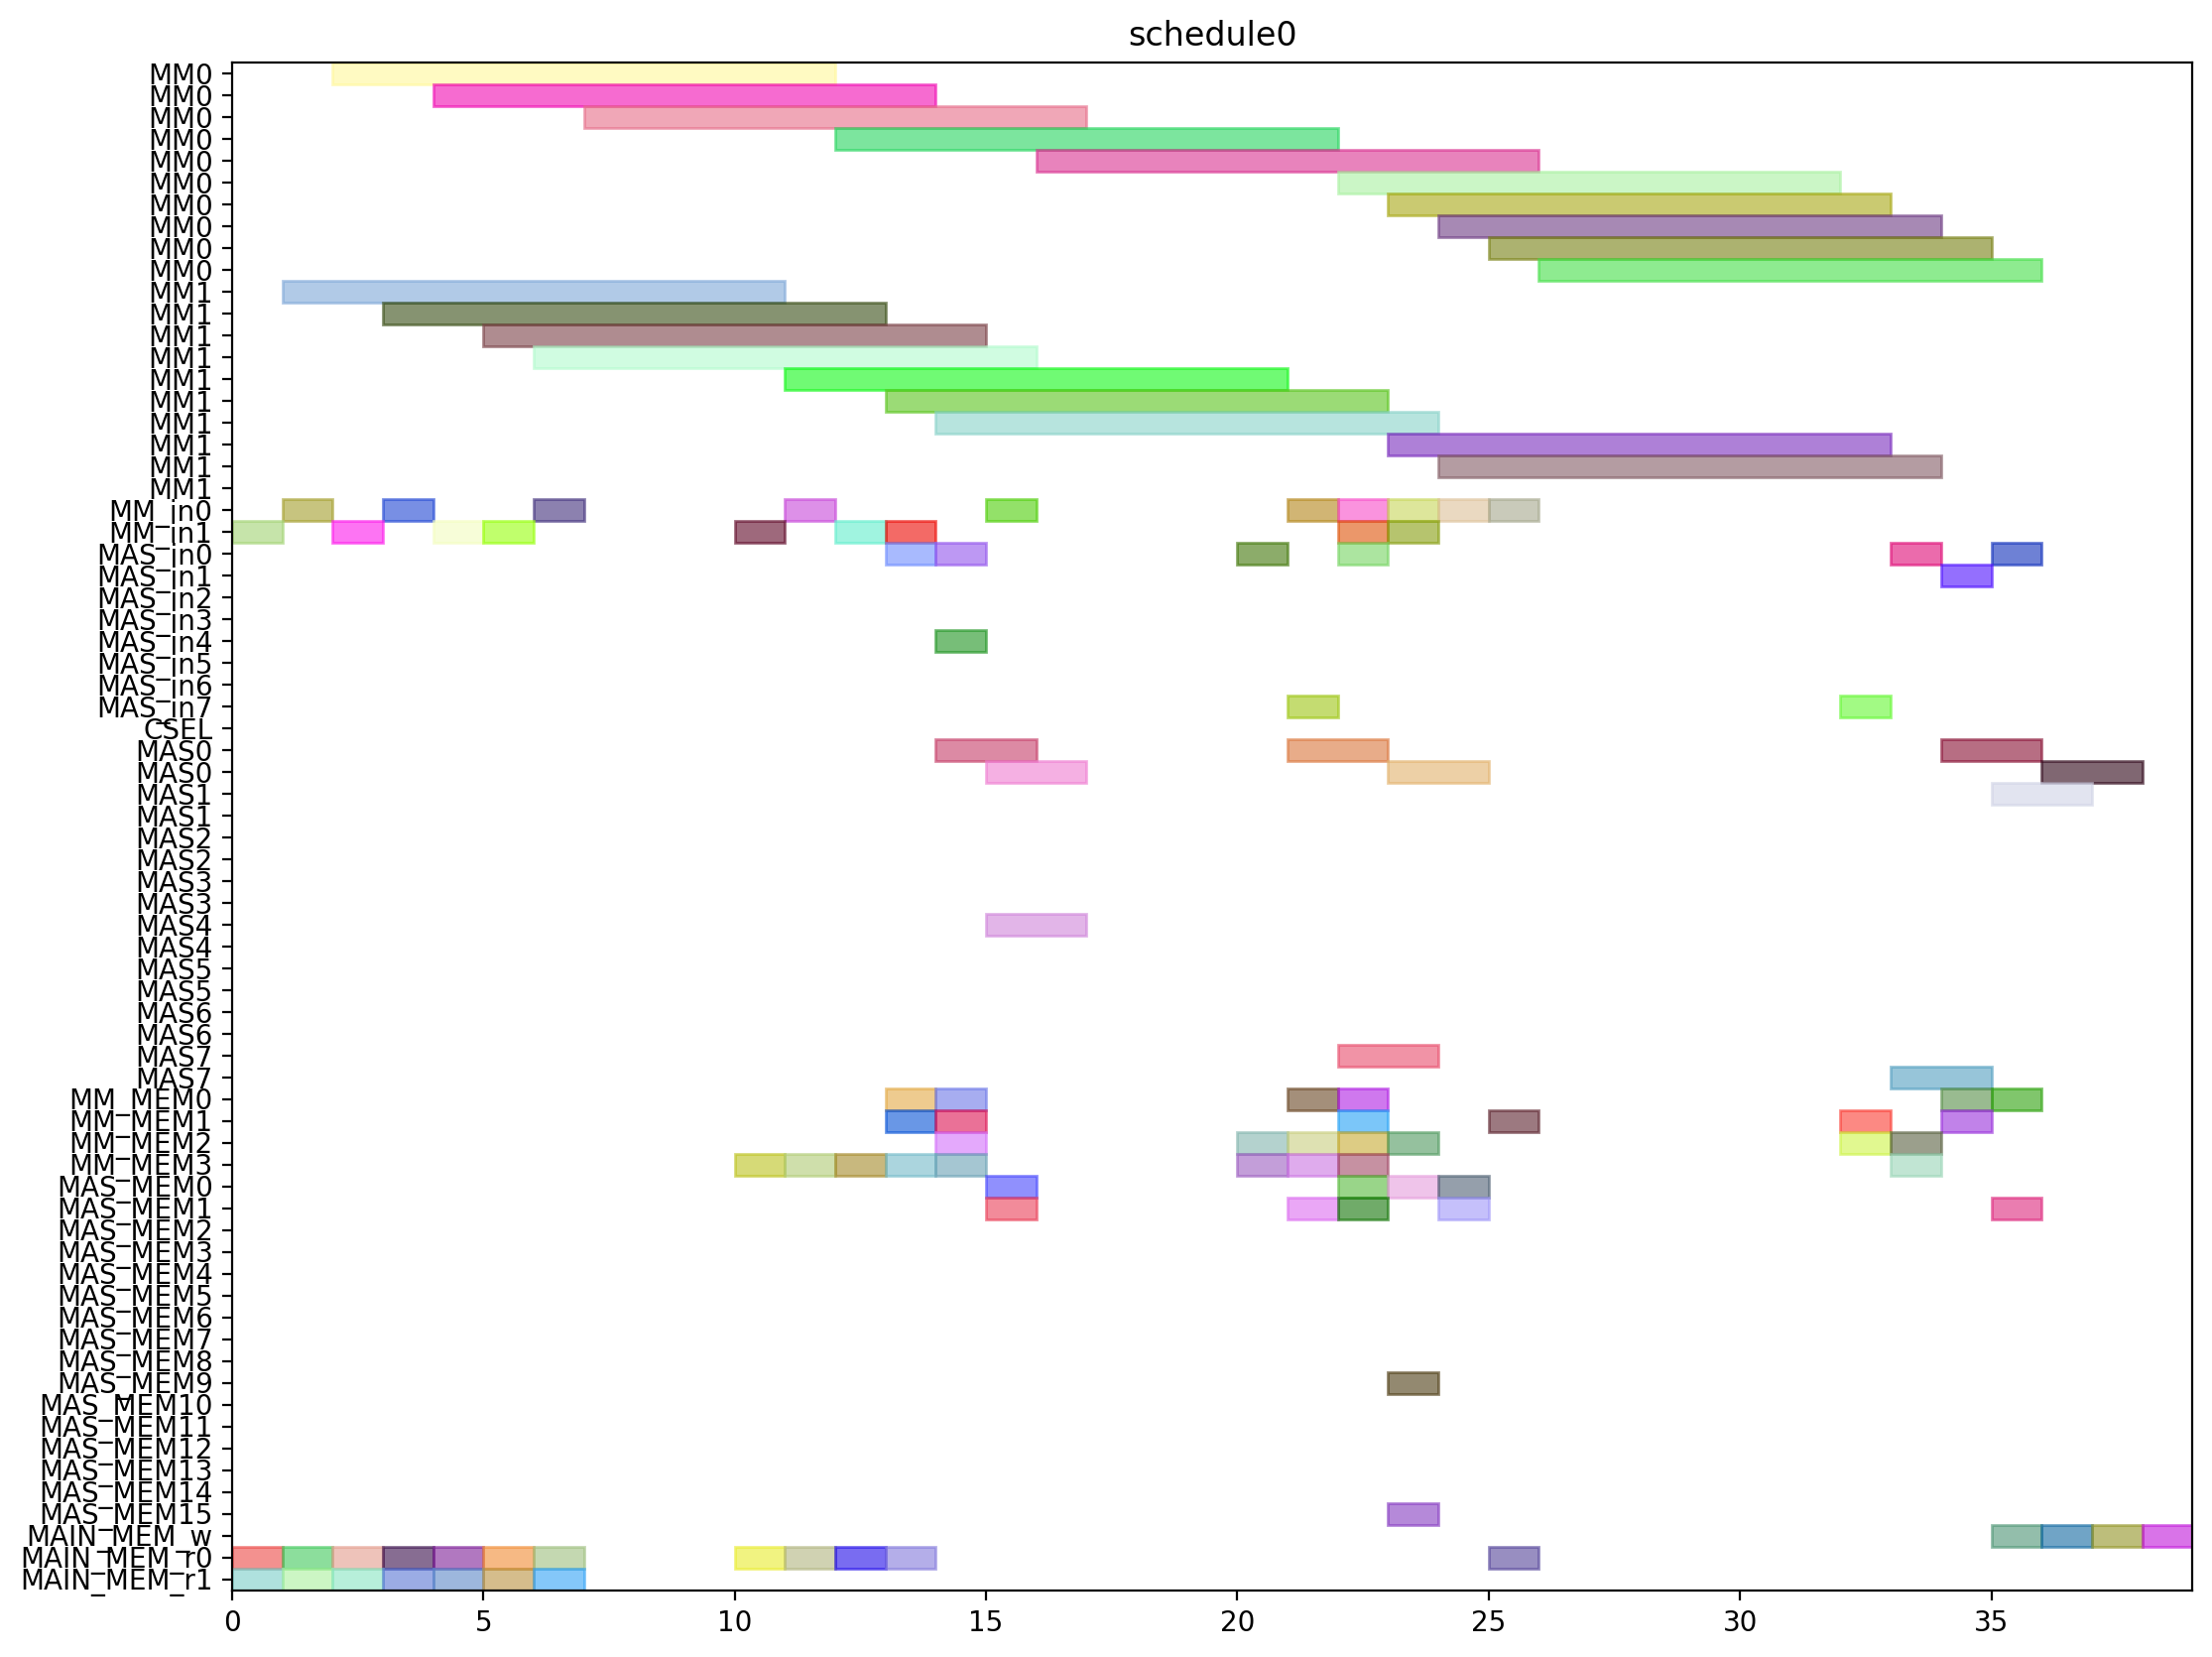 schedule0
MM0
MM0
MM0
MM0
MM0
MM0
MM0
MM0
MM0
MM0
MM1
MM1
MM1
MM1
MM1
MM1
MM1
MM1
MM1
MM1
MM_in0
MM_in1
MAS_in0
MAS_in1
MAS_in2
MAS_in3
MAS_in4
MAS_in5
MAS_in6
MAS_in7
CSEL
MAS0
MAS0
MAS1
MAS1
MAS2
MAS2
MAS3
MAS3
MAS4
MAS4
MAS5
MAS5
MAS6
MAS6
MAS7
MAS7
MM_MEM0
MM_MEM1
MM_MEM2
MM_MEM3
MAS_MEM0
MAS_MEM1
MAS_MEM2
MAS_MEM3
MAS_MEM4
MAS_MEM5
MAS_MEM6
MAS_MEM7
MAS_MEM8
MAS_MEM9
MAS_MEM10
MAS_MEM11
MAS_MEM12
MAS_MEM13
MAS_MEM14
MAS_MEM15
MAIN_MEM_w
MAIN_MEM_r0
MAIN_MEM_r1
0 5 10 15 20 25 30 35